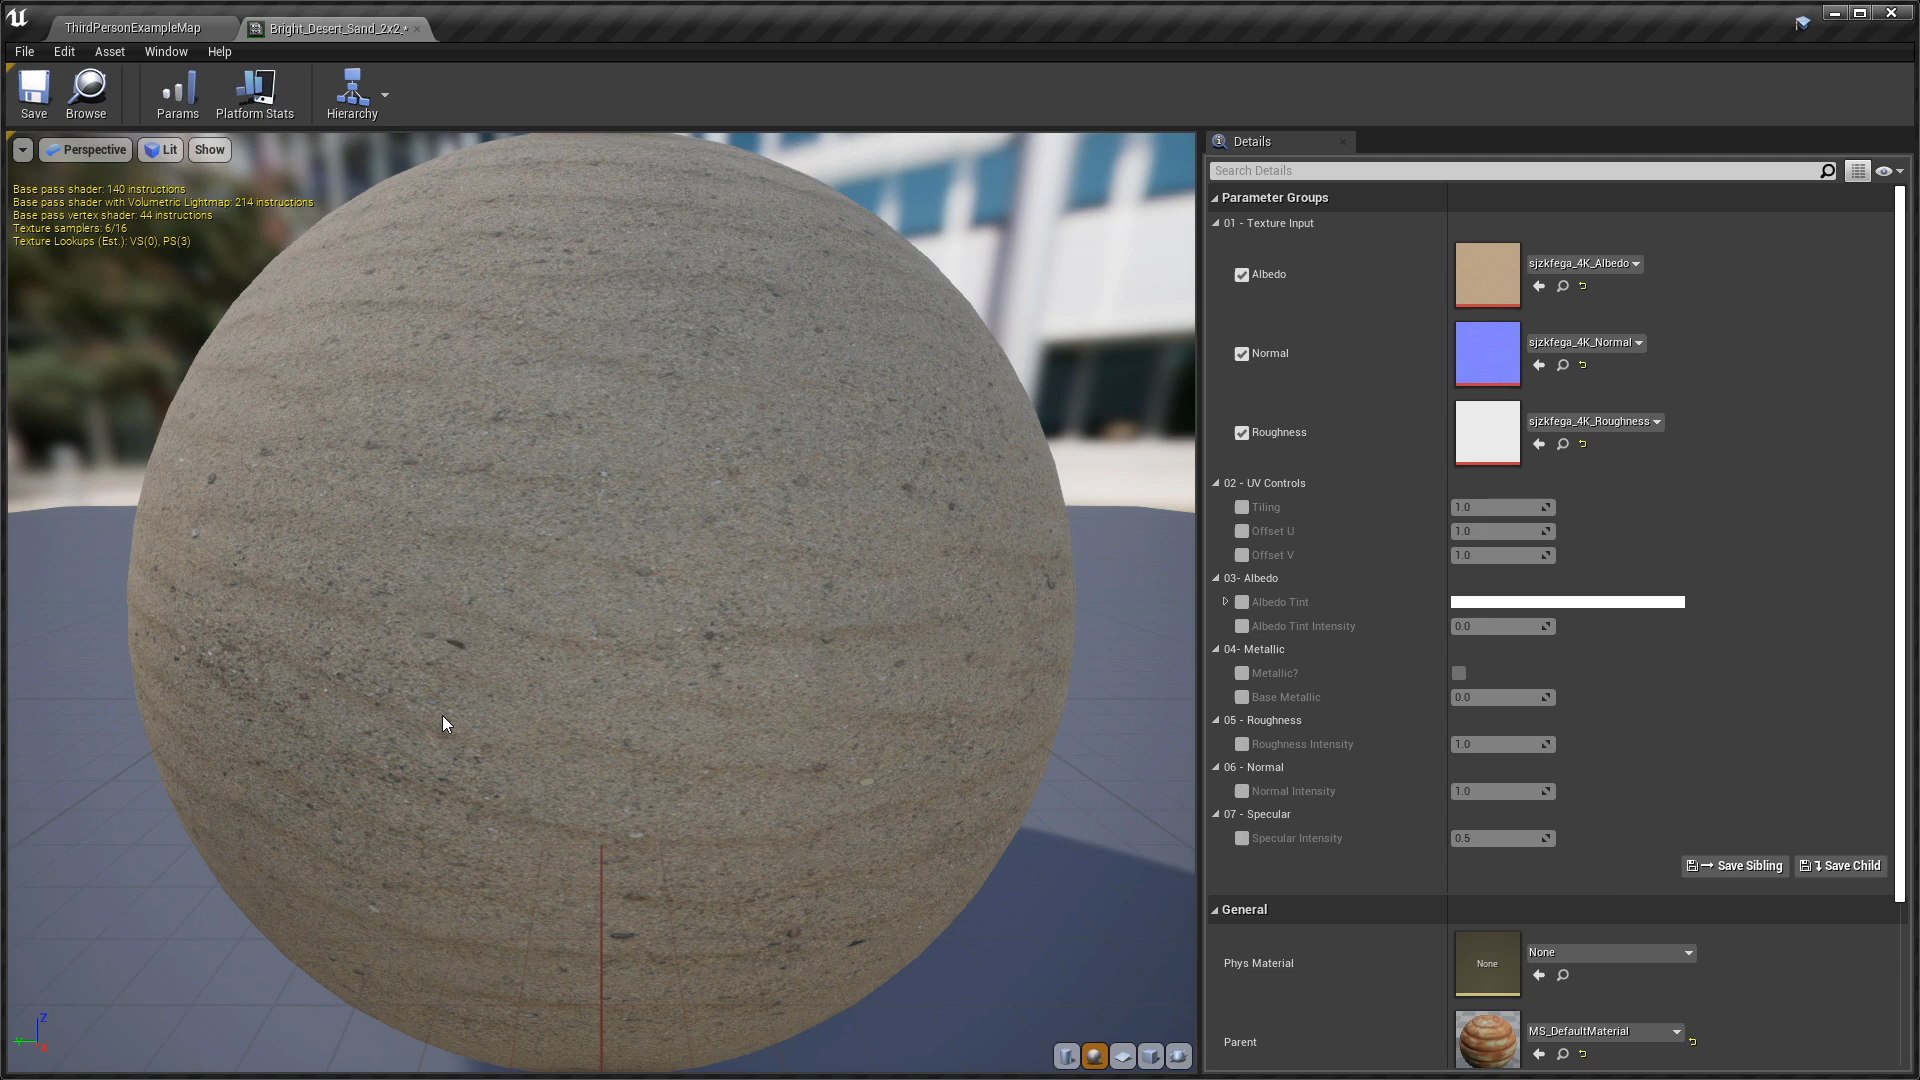 ThirdPersonExampleMap
Bright_Desert_Sand_2x2_*
File Edit Asset Window Help
Save Browse Params Platform Stats Hierarchy
Perspective Lit Show
Base pass shader: 140 instructions
Base pass shader with Volumetric Lightmap: 214 instructions
Base pass vertex shader: 44 instructions
Texture samplers: 6/16
Texture Lookups (Est.): VS(0), PS(3)
Z
Y
X
Details
Search Details
Parameter Groups
01 - Texture Input
Albedo sjzkfega_4K_Albedo
Normal sjzkfega_4K_Normal
Roughness sjzkfega_4K_Roughness
02 - UV Controls
Tiling 1.0
Offset U 1.0
Offset V 1.0
03- Albedo
Albedo Tint
Albedo Tint Intensity 0.0
04- Metallic
Metallic?
Base Metallic 0.0
05 - Roughness
Roughness Intensity 1.0
06 - Normal
Normal Intensity 1.0
07 - Specular
Specular Intensity 0.5
Save Sibling Save Child
General
Phys Material None None
Parent MS_DefaultMaterial